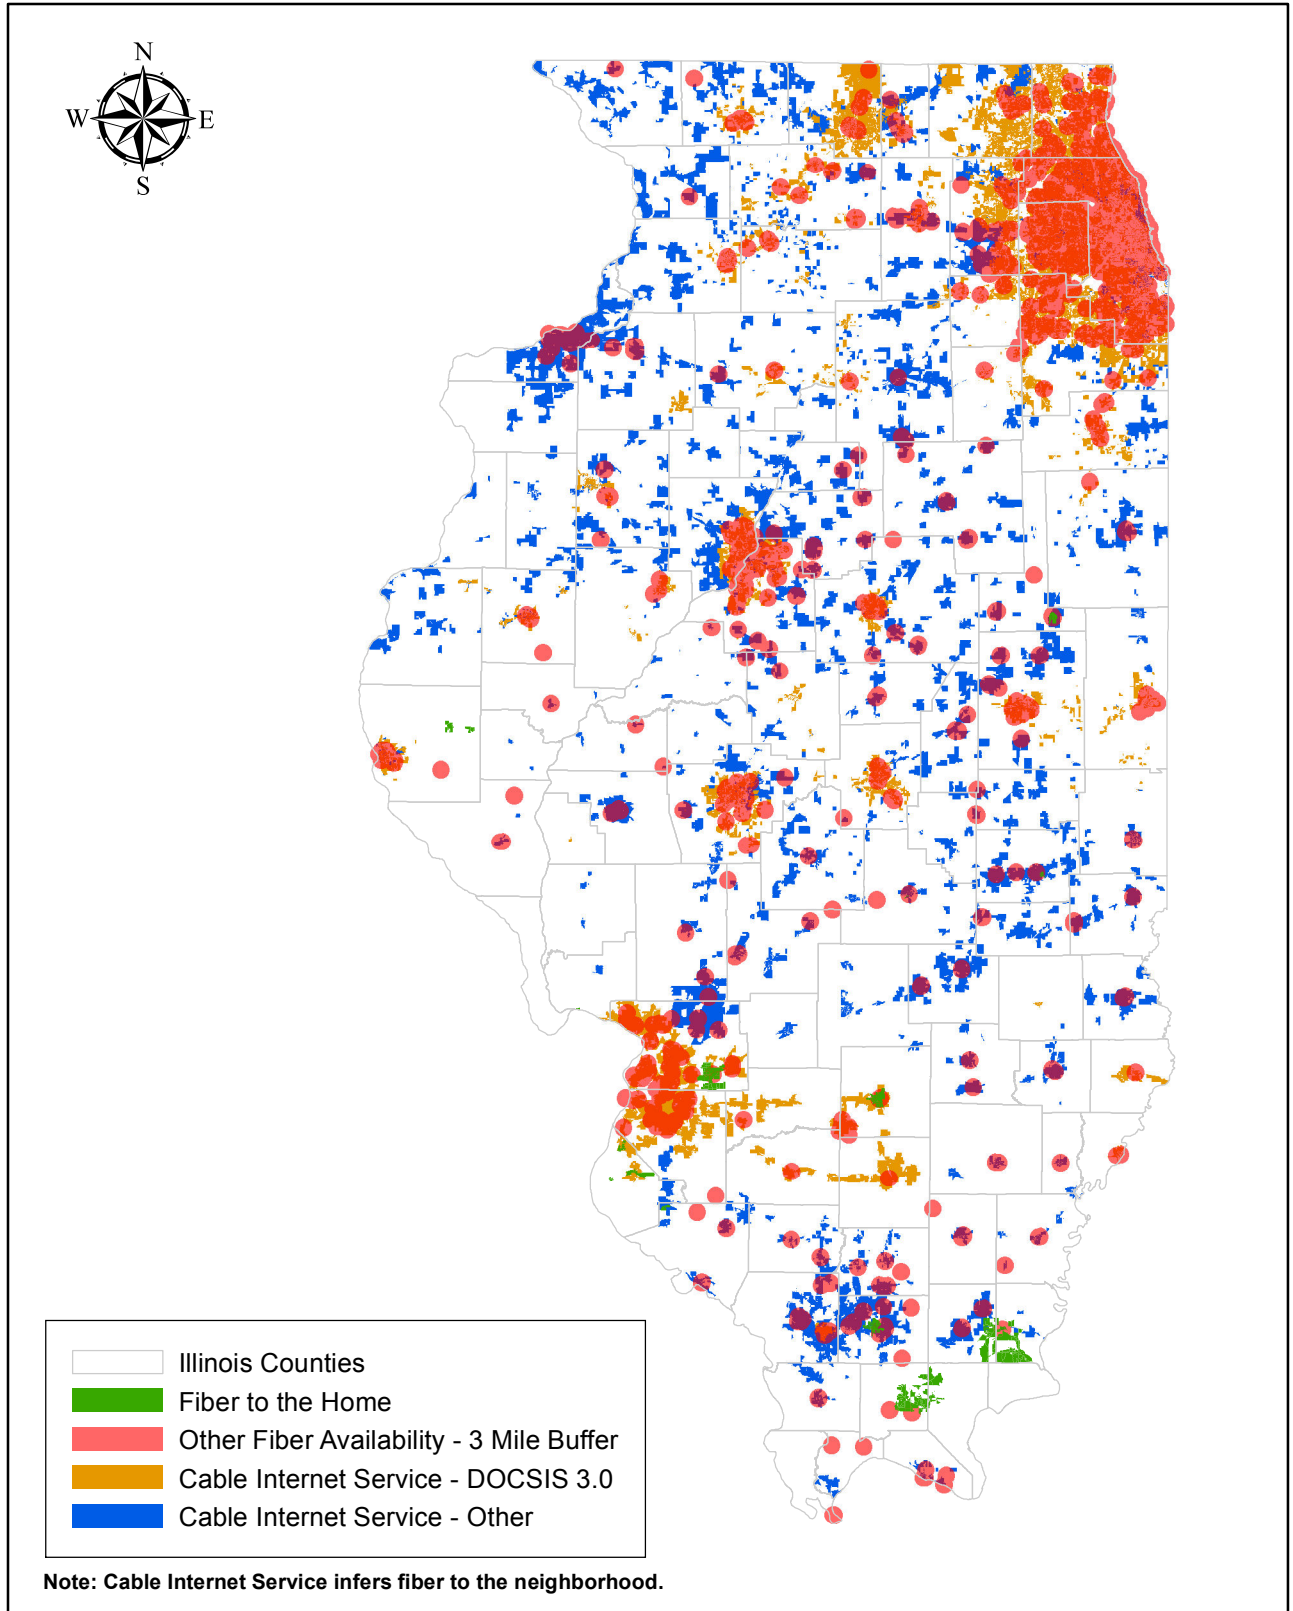 N
W E
S
Illinois Counties
Fiber to the Home
Other Fiber Availability - 3 Mile Buffer
Cable Internet Service - DOCSIS 3.0
Cable Internet Service - Other
Note: Cable Internet Service infers fiber to the neighborhood.